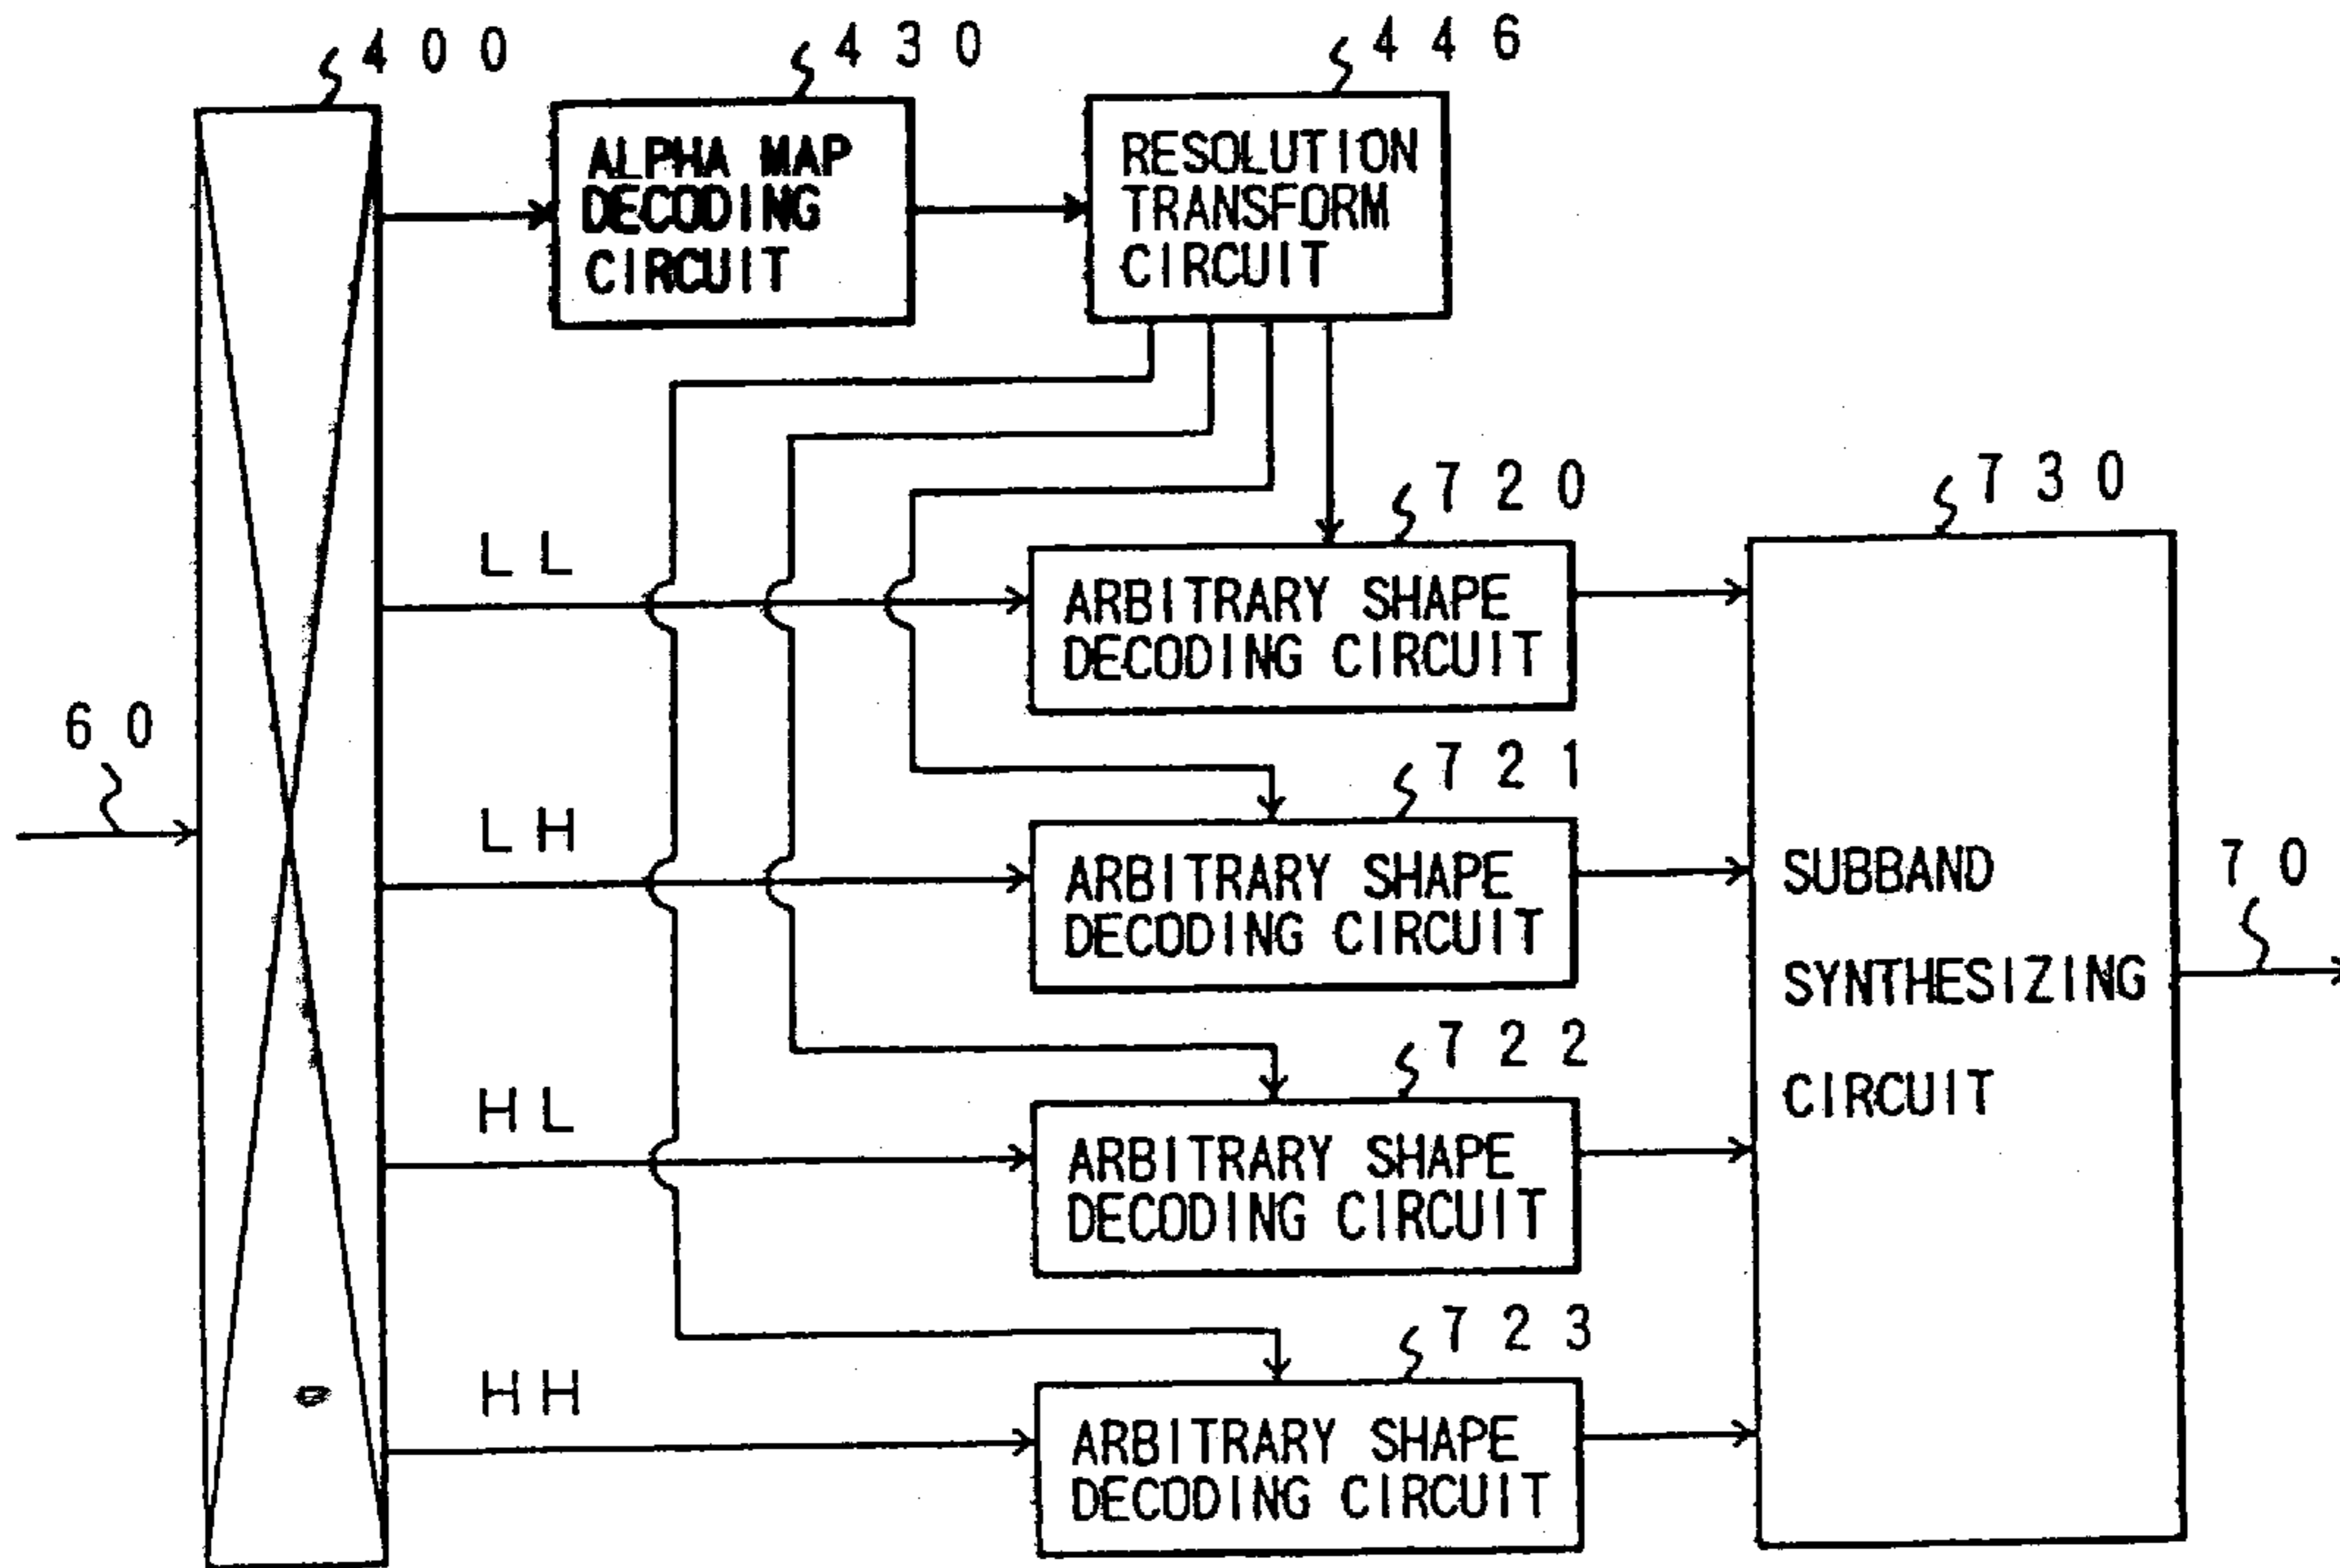 400
430
446
ALPHA MAP
DECODING
CIRCUIT
RESOLUTION
TRANSFORM
CIRCUIT
720
730
LL
ARBITRARY SHAPE
DECODING CIRCUIT
60
721
LH
ARBITRARY SHAPE
DECODING CIRCUIT
SUBBAND
SYNTHESIZING
CIRCUIT
70
722
HL
ARBITRARY SHAPE
DECODING CIRCUIT
723
HH
ARBITRARY SHAPE
DECODING CIRCUIT